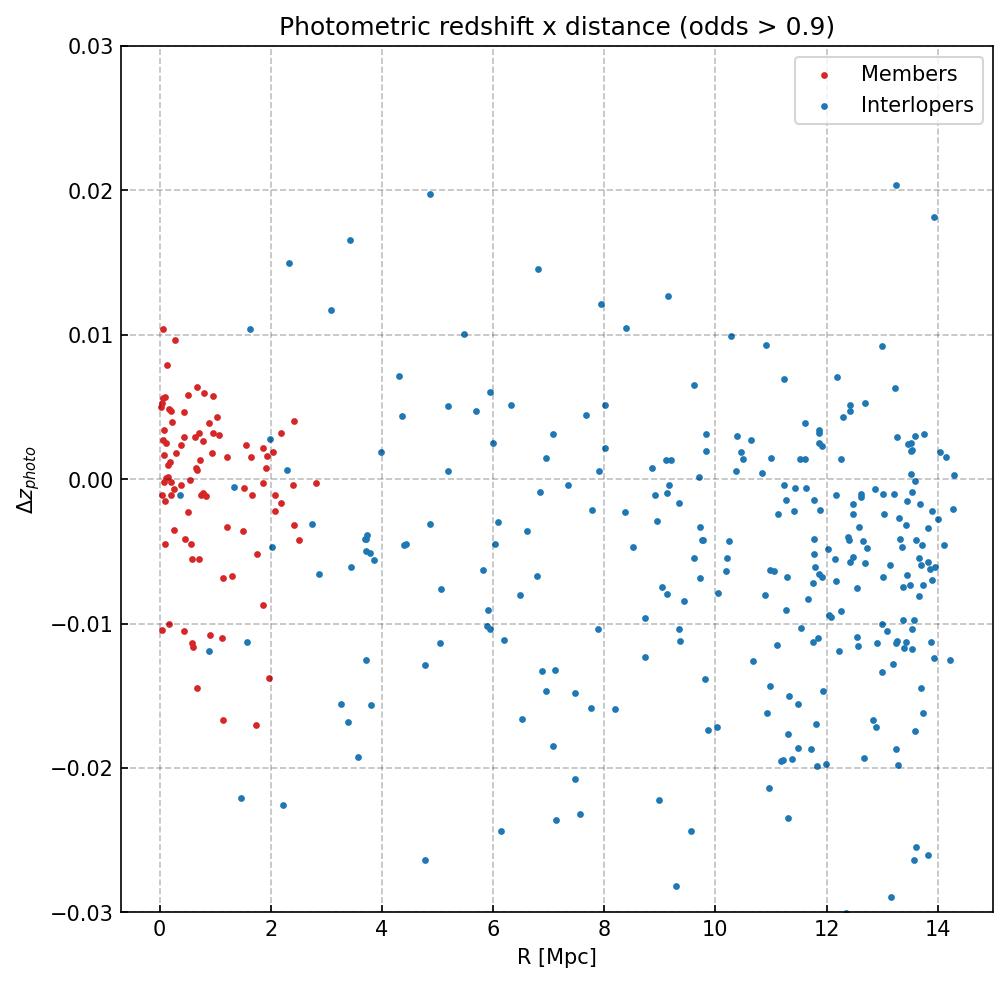 Photometric redshift x distance (odds > 0.9)
Members
Interlopers
0.03
0.02
0.01
0.00
−0.01
−0.02
−0.03
Δz_photo
0 2 4 6 8 10 12 14
R [Mpc]